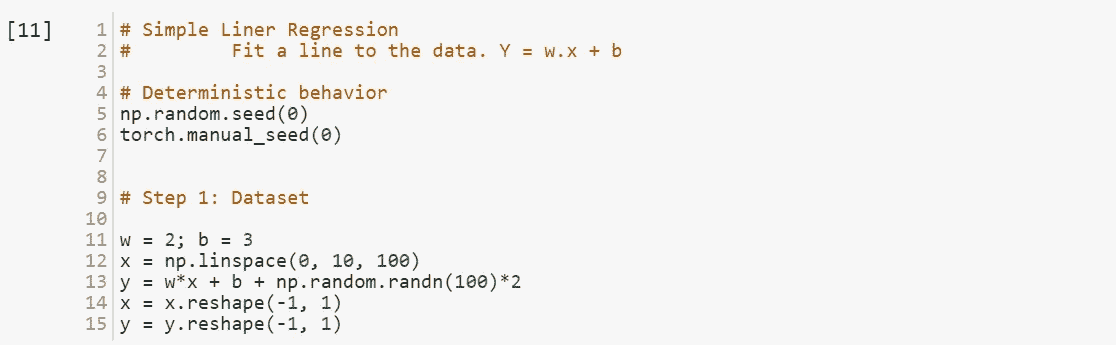 [11] 1 # Simple Liner Regression
2 #         Fit a line to the data. Y = w.x + b
3
4 # Deterministic behavior
5 np.random.seed(0)
6 torch.manual_seed(0)
7
8
9 # Step 1: Dataset
10
11 w = 2; b = 3
12 x = np.linspace(0, 10, 100)
13 y = w*x + b + np.random.randn(100)*2
14 x = x.reshape(-1, 1)
15 y = y.reshape(-1, 1)